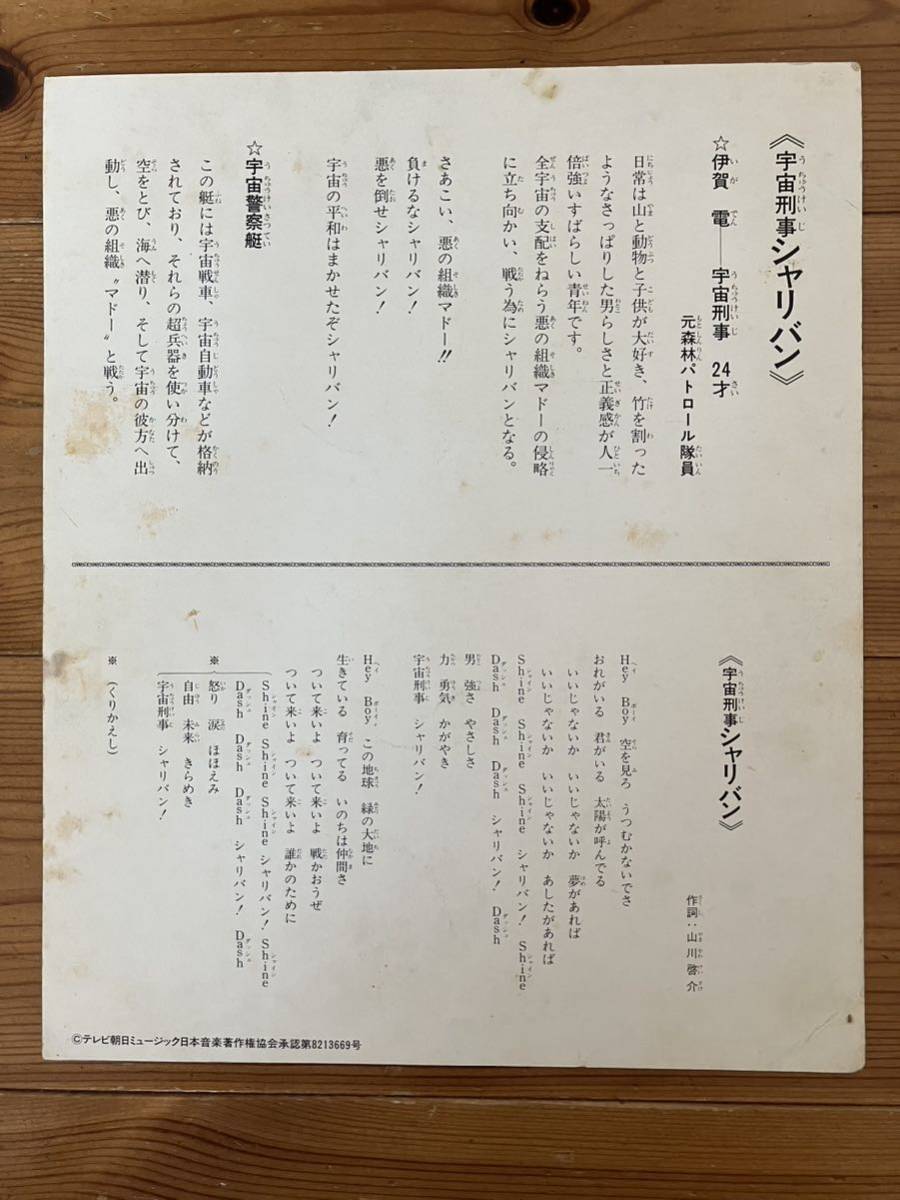 《宇宙刑事シャリバン》
☆伊賀 電──宇宙刑事 24才
元森林パトロール隊員
日常は山と動物と子供が大好き、竹を割った
ようなさっぱりした男らしさと正義感が人一
倍強いすばらしい青年です。
全宇宙の支配をねらう悪の組織マドーの侵略
に立ち向かい、戦う為にシャリバンとなる。
さあこい、悪の組織マドー!!
負けるなシャリバン!
悪を倒せシャリバン!
宇宙の平和はまかせたぞシャリバン!
☆宇宙警察艇
この艇には宇宙戦車、宇宙自動車などが格納
されており、それらの超兵器を使い分けて、
空をとび、海へ潜り、そして宇宙の彼方へ出
動し、悪の組織〝マドー〟と戦う。
《宇宙刑事シャリバン》
作詞:山川啓介
Hey Boy 空を見ろ うつむかないでさ
おれがいる 君がいる 太陽が呼んでる
いいじゃないか いいじゃないか 夢があれば
いいじゃないか いいじゃないか あしたがあれば
Shine Shine Shine シャリバン! Shine
Dash Dash Dash シャリバン! Dash
男 強さ やさしさ
力 勇気 かがやき
宇宙刑事 シャリバン!
Hey Boy この地球 緑の大地に
生きている 育ってる いのちは仲間さ
ついて来いよ ついて来いよ 戦かおうぜ
ついて来いよ ついて来いよ 誰かのために
Shine Shine Shine シャリバン! Shine
Dash Dash Dash シャリバン! Dash
※ 怒り 涙 ほほえみ
自由 未来 きらめき
宇宙刑事 シャリバン!
※ (くりかえし)
©テレビ朝日ミュージック日本音楽著作権協会承認第8213669号